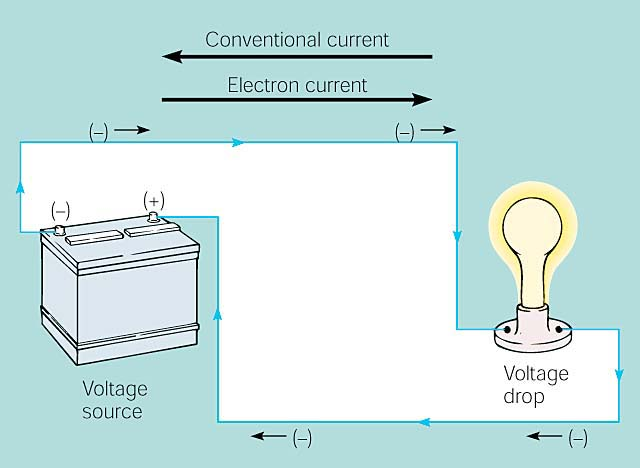 Conventional current
Electron current
(–)
(–)
(–)
(+)
Voltage
source
Voltage
drop
(–)
(–)